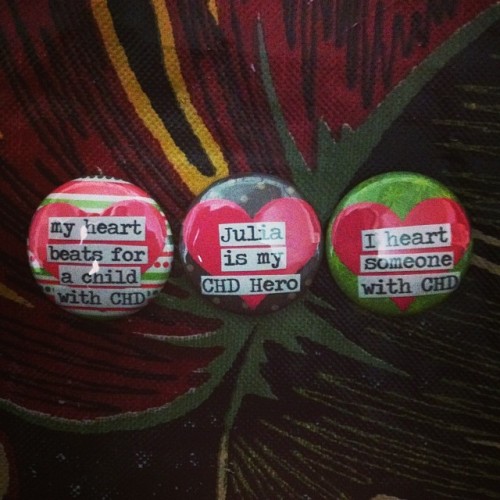 my heart
beats for
a child
with CHD
Julia
is my
CHD Hero
I heart
someone
with CHD